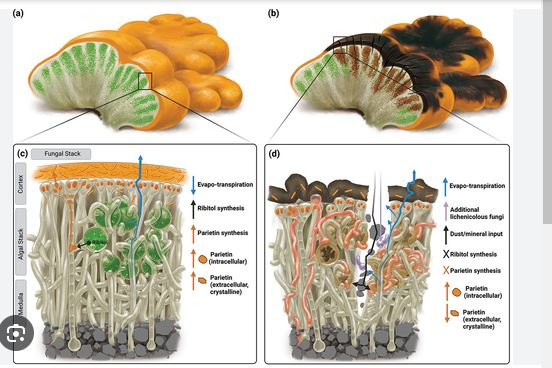 (a)
(b)
(c)
Fungal Stack
Cortex
Algal Stack
Medulla
Ribitol
Evapo-transpiration
Ribitol synthesis
Parietin synthesis
Parietin
(intracellular)
Parietin
(extracellular,
crystalline)
(d)
Evapo-transpiration
Additional
lichenicolous fungi
Dust/mineral input
Ribitol synthesis
Parietin synthesis
Parietin
(intracellular)
Parietin
(extracellular,
crystalline)